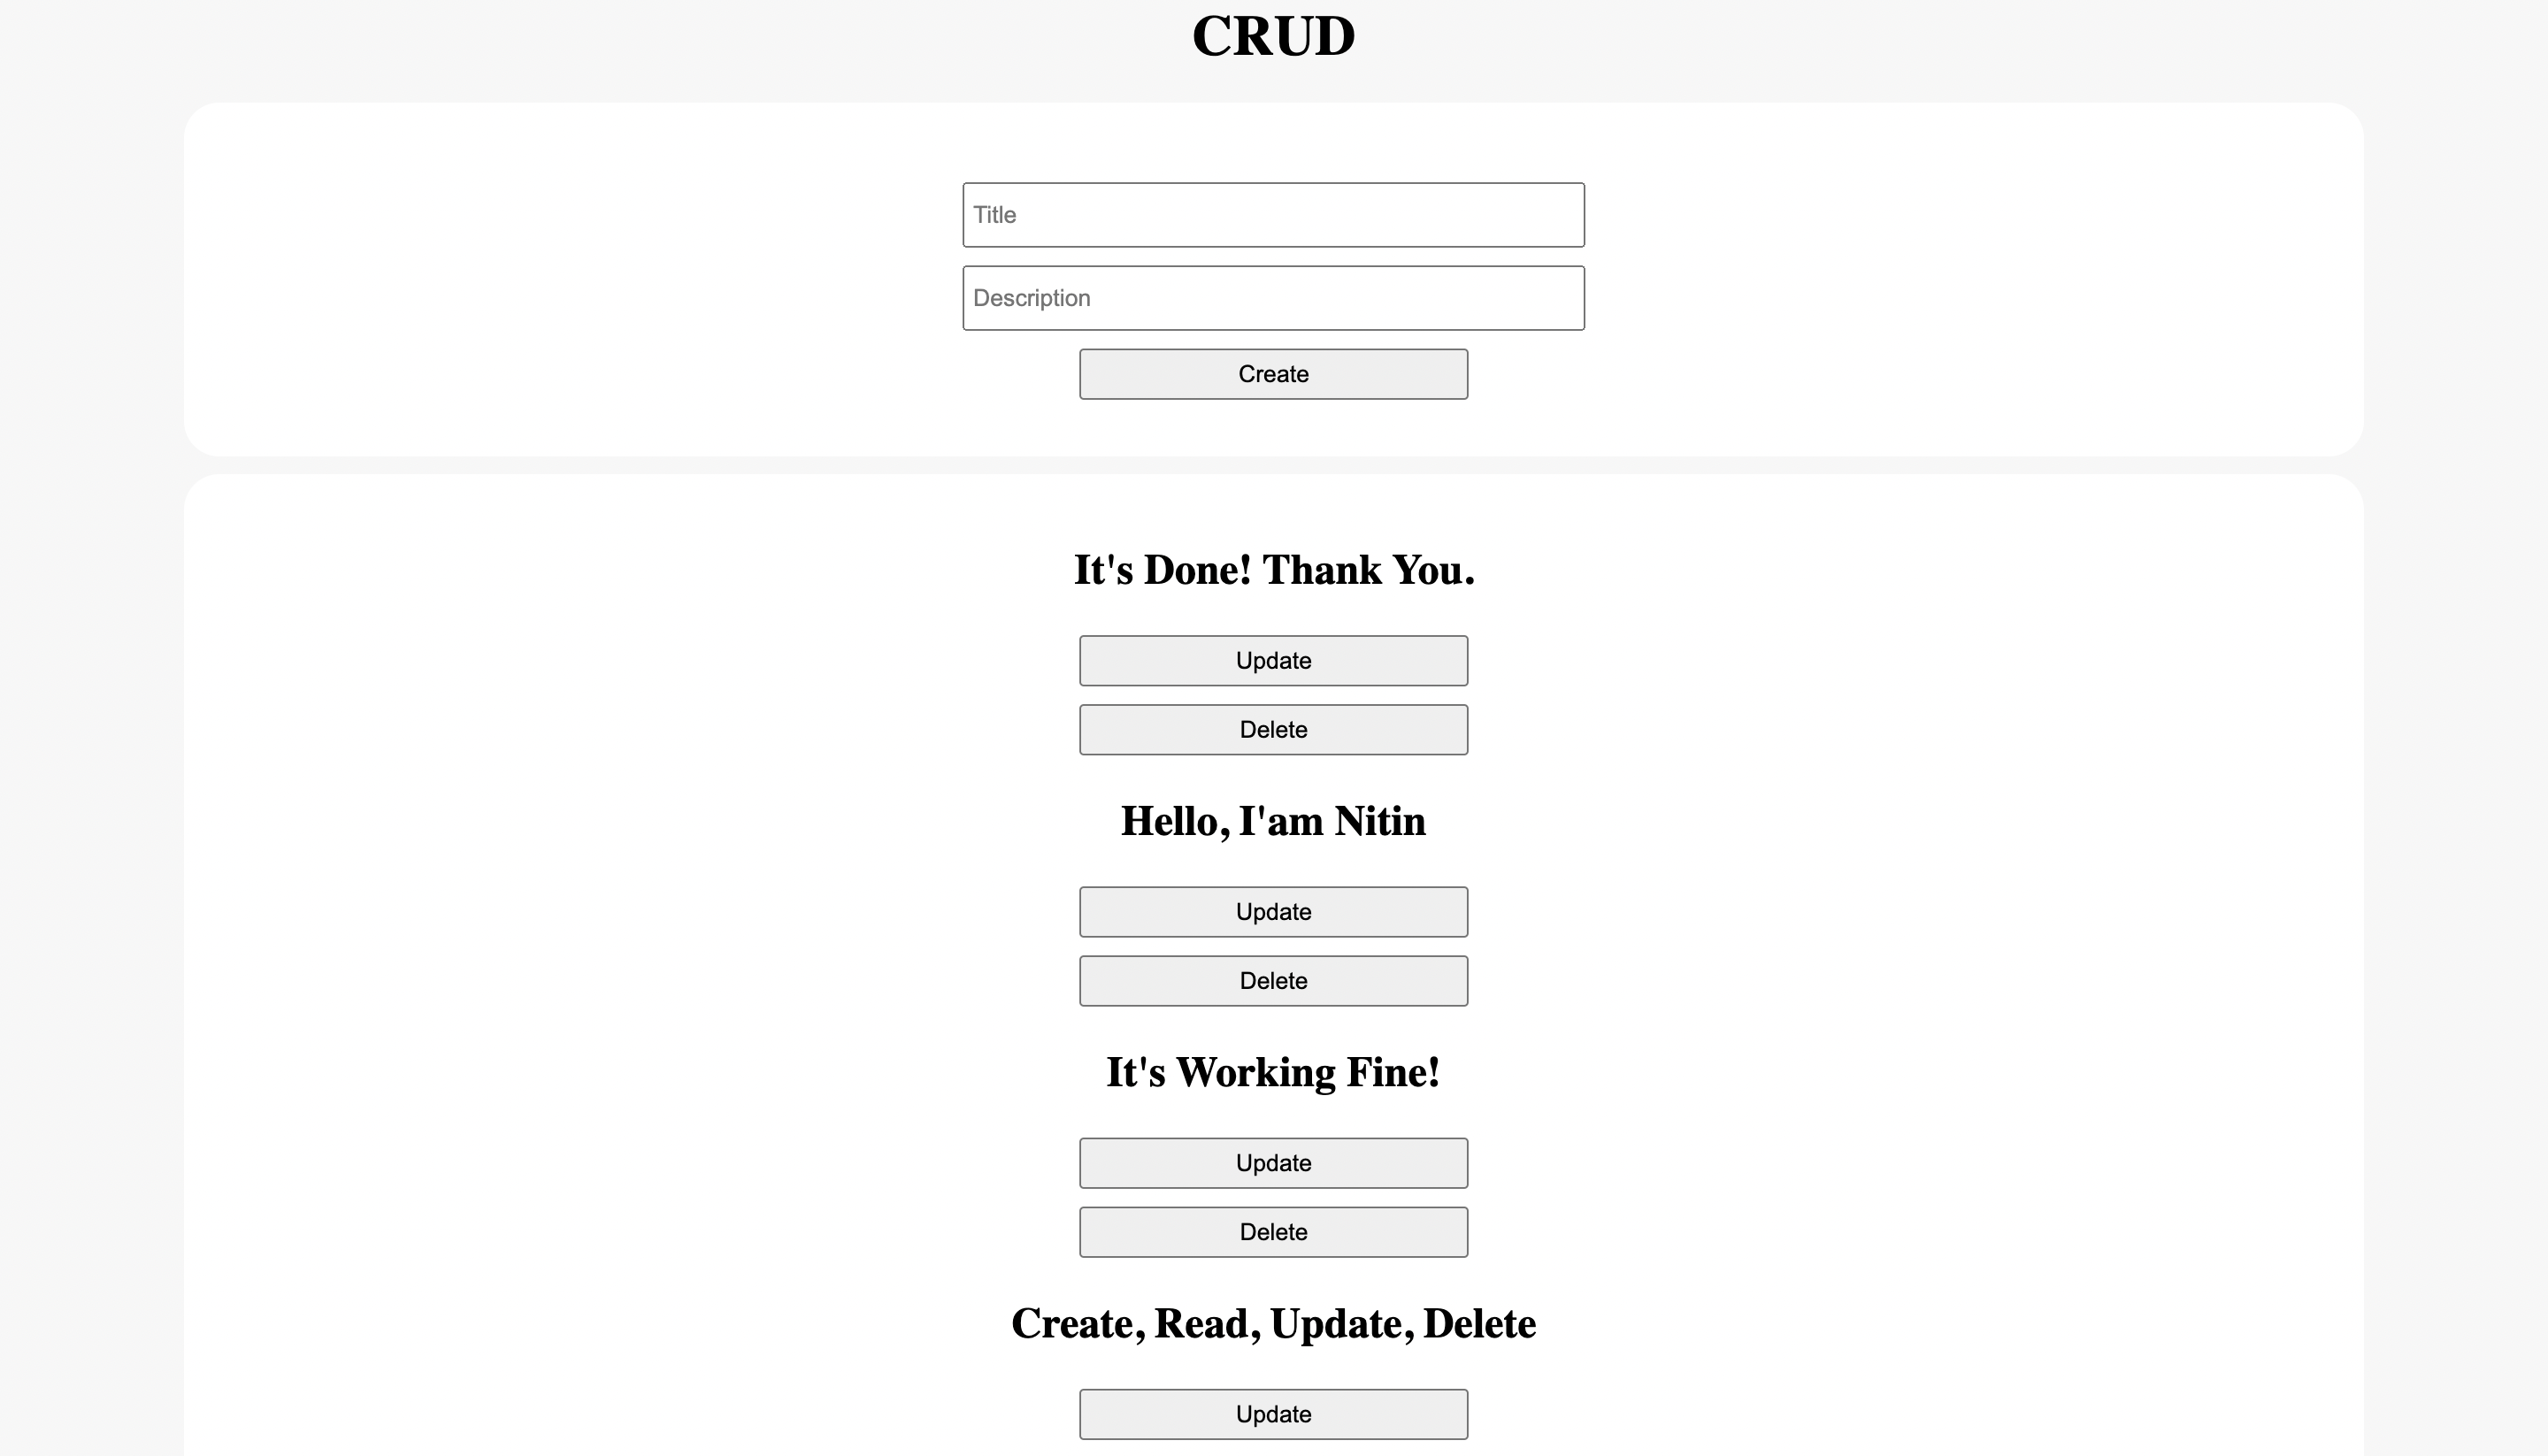 CRUD
Title
Description
Create
It's Done! Thank You.
Update
Delete
Hello, I'am Nitin
Update
Delete
It's Working Fine!
Update
Delete
Create, Read, Update, Delete
Update